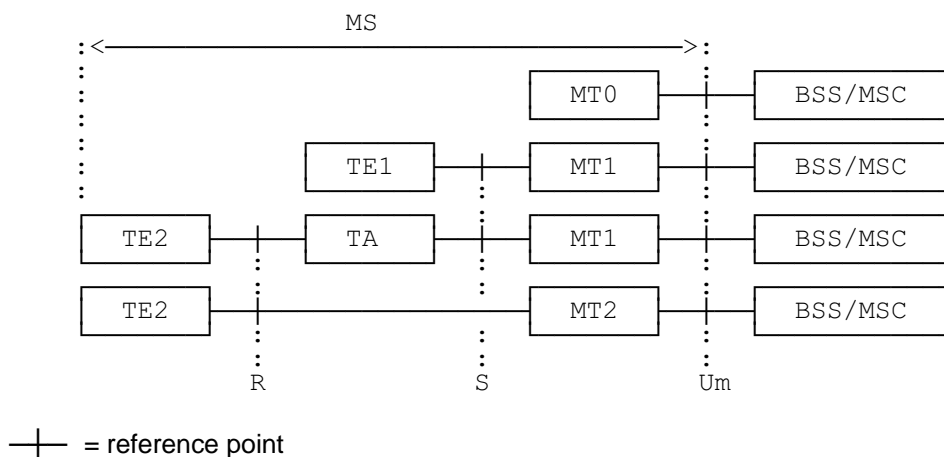 MS
MT0 BSS/MSC
TE1 MT1 BSS/MSC
TE2 TA MT1 BSS/MSC
TE2 MT2 BSS/MSC
R S Um
= reference point